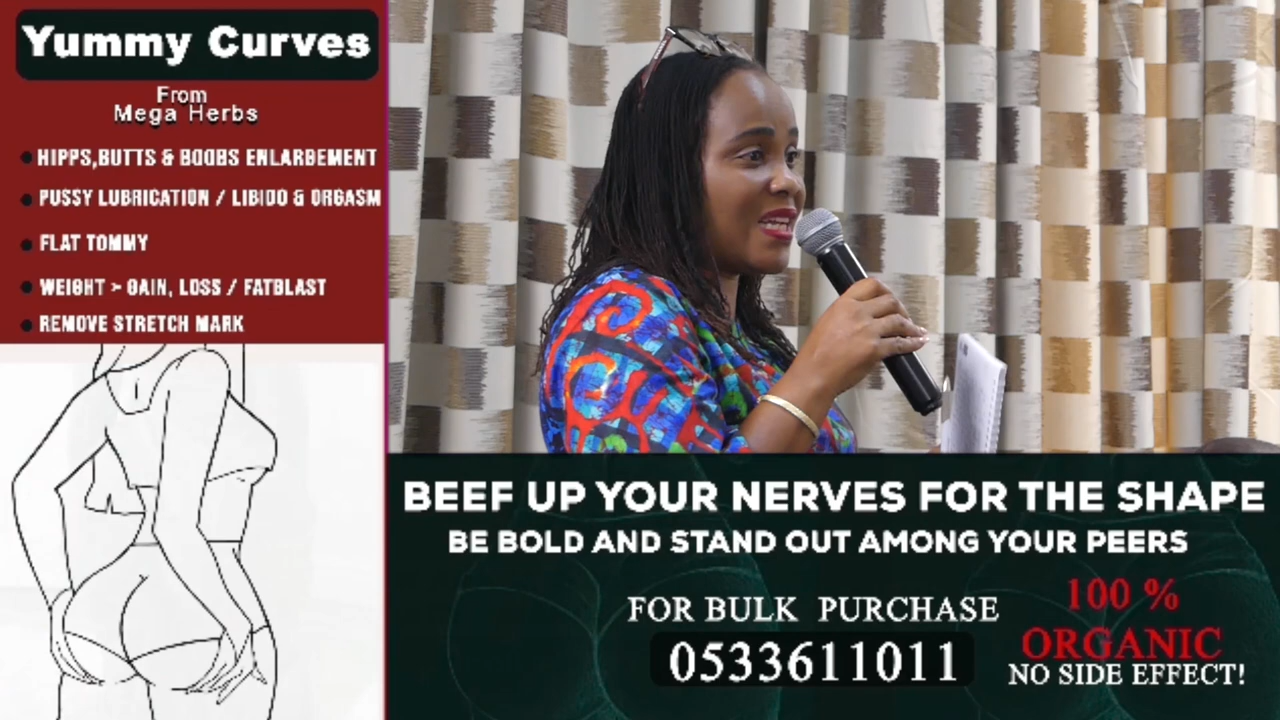 Yummy Curves
From
Mega Herbs
HIPPS,BUTTS & BOOBS ENLARGEMENT
PUSSY LUBRICATION / LIBIDO & ORGASM
FLAT TOMMY
WEIGHT > GAIN, LOSS / FATBLAST
REMOVE STRETCH MARK
BEEF UP YOUR NERVES FOR THE SHAPE
BE BOLD AND STAND OUT AMONG YOUR PEERS
FOR BULK PURCHASE
0533611011
100 %
ORGANIC
NO SIDE EFFECT!